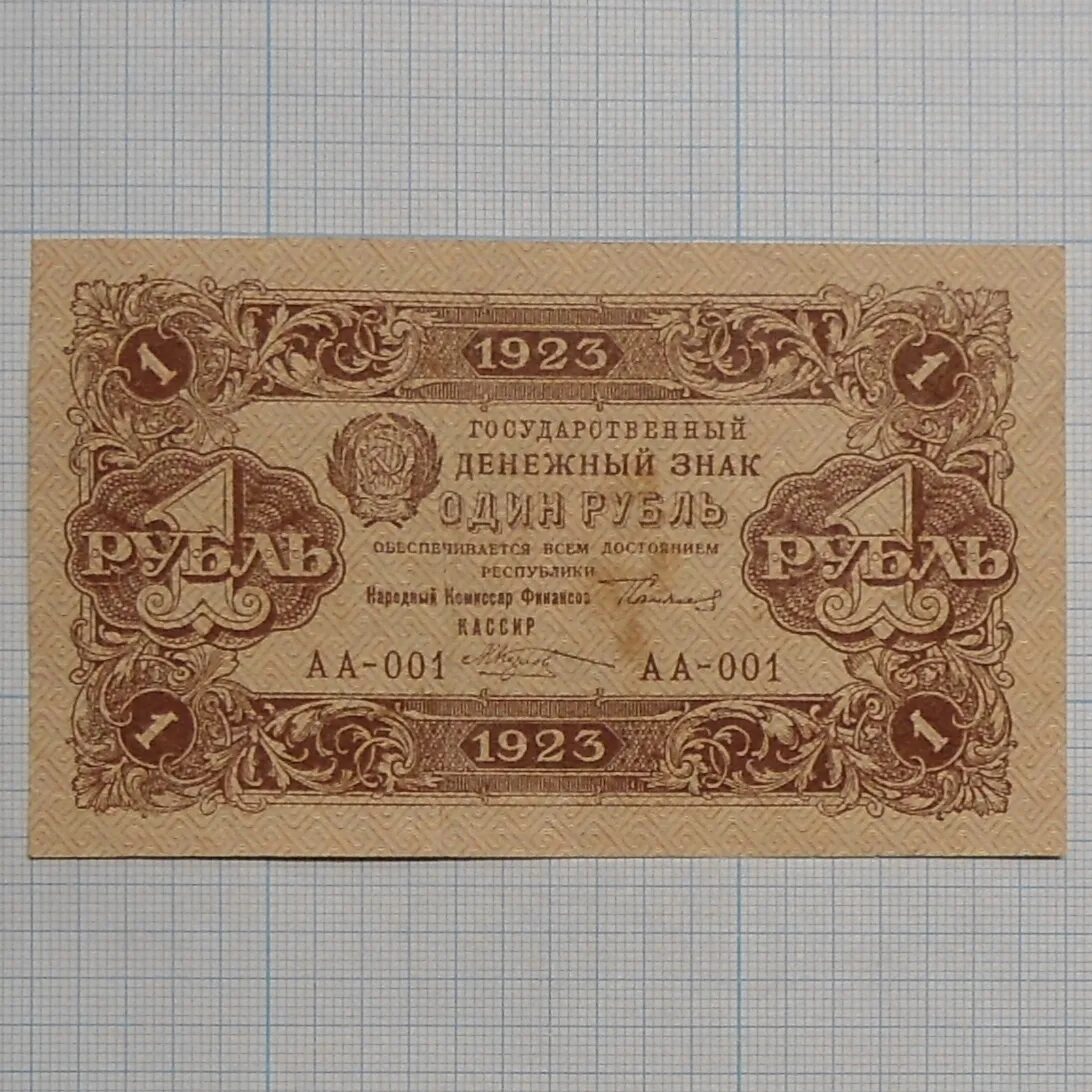 1 1923 1
ГОСУДАРСТВЕННЫЙ
ДЕНЕЖНЫЙ ЗНАК
ОДИН РУБЛЬ
1 РУБЛЬ
1 РУБЛЬ
ОБЕСПЕЧИВАЕТСЯ ВСЕМ ДОСТОЯНИЕМ
РЕСПУБЛИКИ
Народный Комиссар Финансов
КАССИР
АА-001 АА-001
1 1923 1